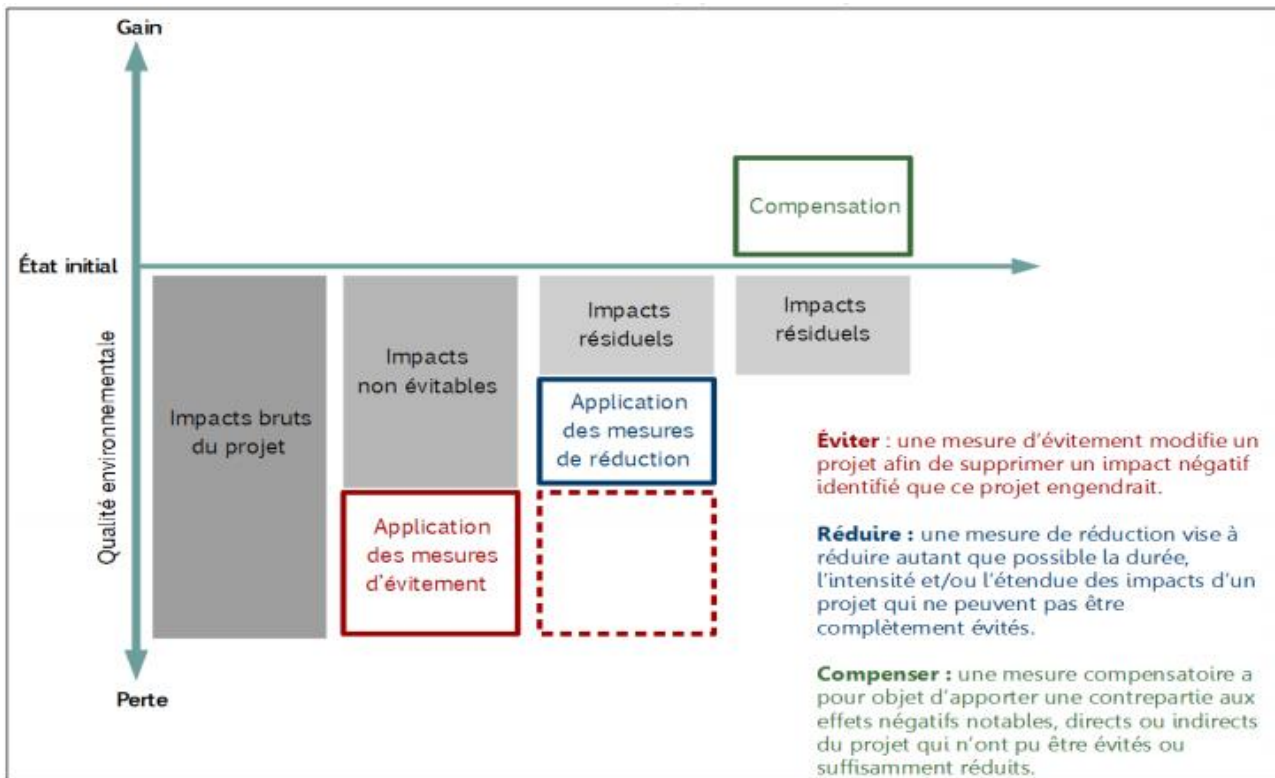 Gain
Compensation
État initial
Impacts
résiduels
Impacts
résiduels
Impacts
non évitables
Qualité environnementale
Impacts bruts
du projet
Application
des mesures
de réduction
Application
des mesures
d'évitement
Perte
Éviter : une mesure d'évitement modifie un
projet afin de supprimer un impact négatif
identifié que ce projet engendrait.
Réduire : une mesure de réduction vise à
réduire autant que possible la durée,
l'intensité et/ou l'étendue des impacts d'un
projet qui ne peuvent pas être
complètement évités.
Compenser : une mesure compensatoire a
pour objet d'apporter une contrepartie aux
effets négatifs notables, directs ou indirects
du projet qui n'ont pu être évités ou
suffisamment réduits.